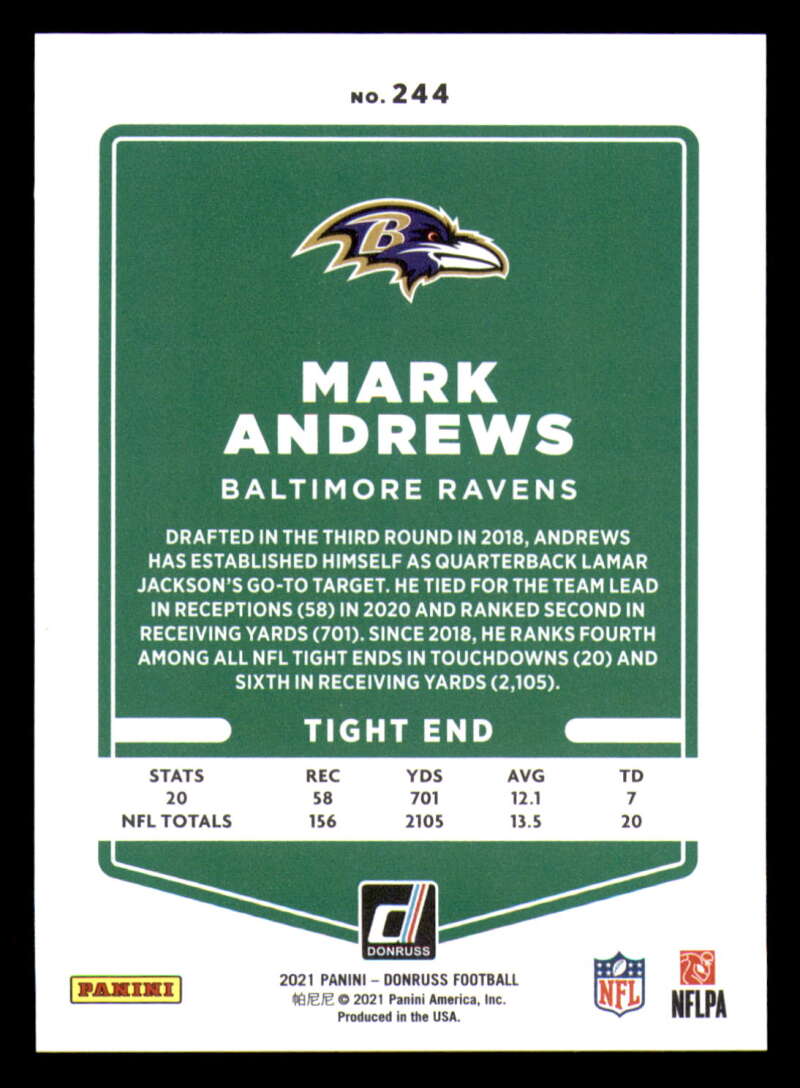 NO. 244
B
MARK
ANDREWS
BALTIMORE RAVENS
DRAFTED IN THE THIRD ROUND IN 2018, ANDREWS
HAS ESTABLISHED HIMSELF AS QUARTERBACK LAMAR
JACKSON'S GO-TO TARGET. HE TIED FOR THE TEAM LEAD
IN RECEPTIONS (58) IN 2020 AND RANKED SECOND IN
RECEIVING YARDS (701). SINCE 2018, HE RANKS FOURTH
AMONG ALL NFL TIGHT ENDS IN TOUCHDOWNS (20) AND
SIXTH IN RECEIVING YARDS (2,105).
TIGHT END
STATS REC YDS AVG TD
20 58 701 12.1 7
NFL TOTALS 156 2105 13.5 20
d
DONRUSS
PANINI
2021 PANINI – DONRUSS FOOTBALL
帕尼尼 © 2021 Panini America, Inc.
Produced in the USA.
NFL
NFLPA